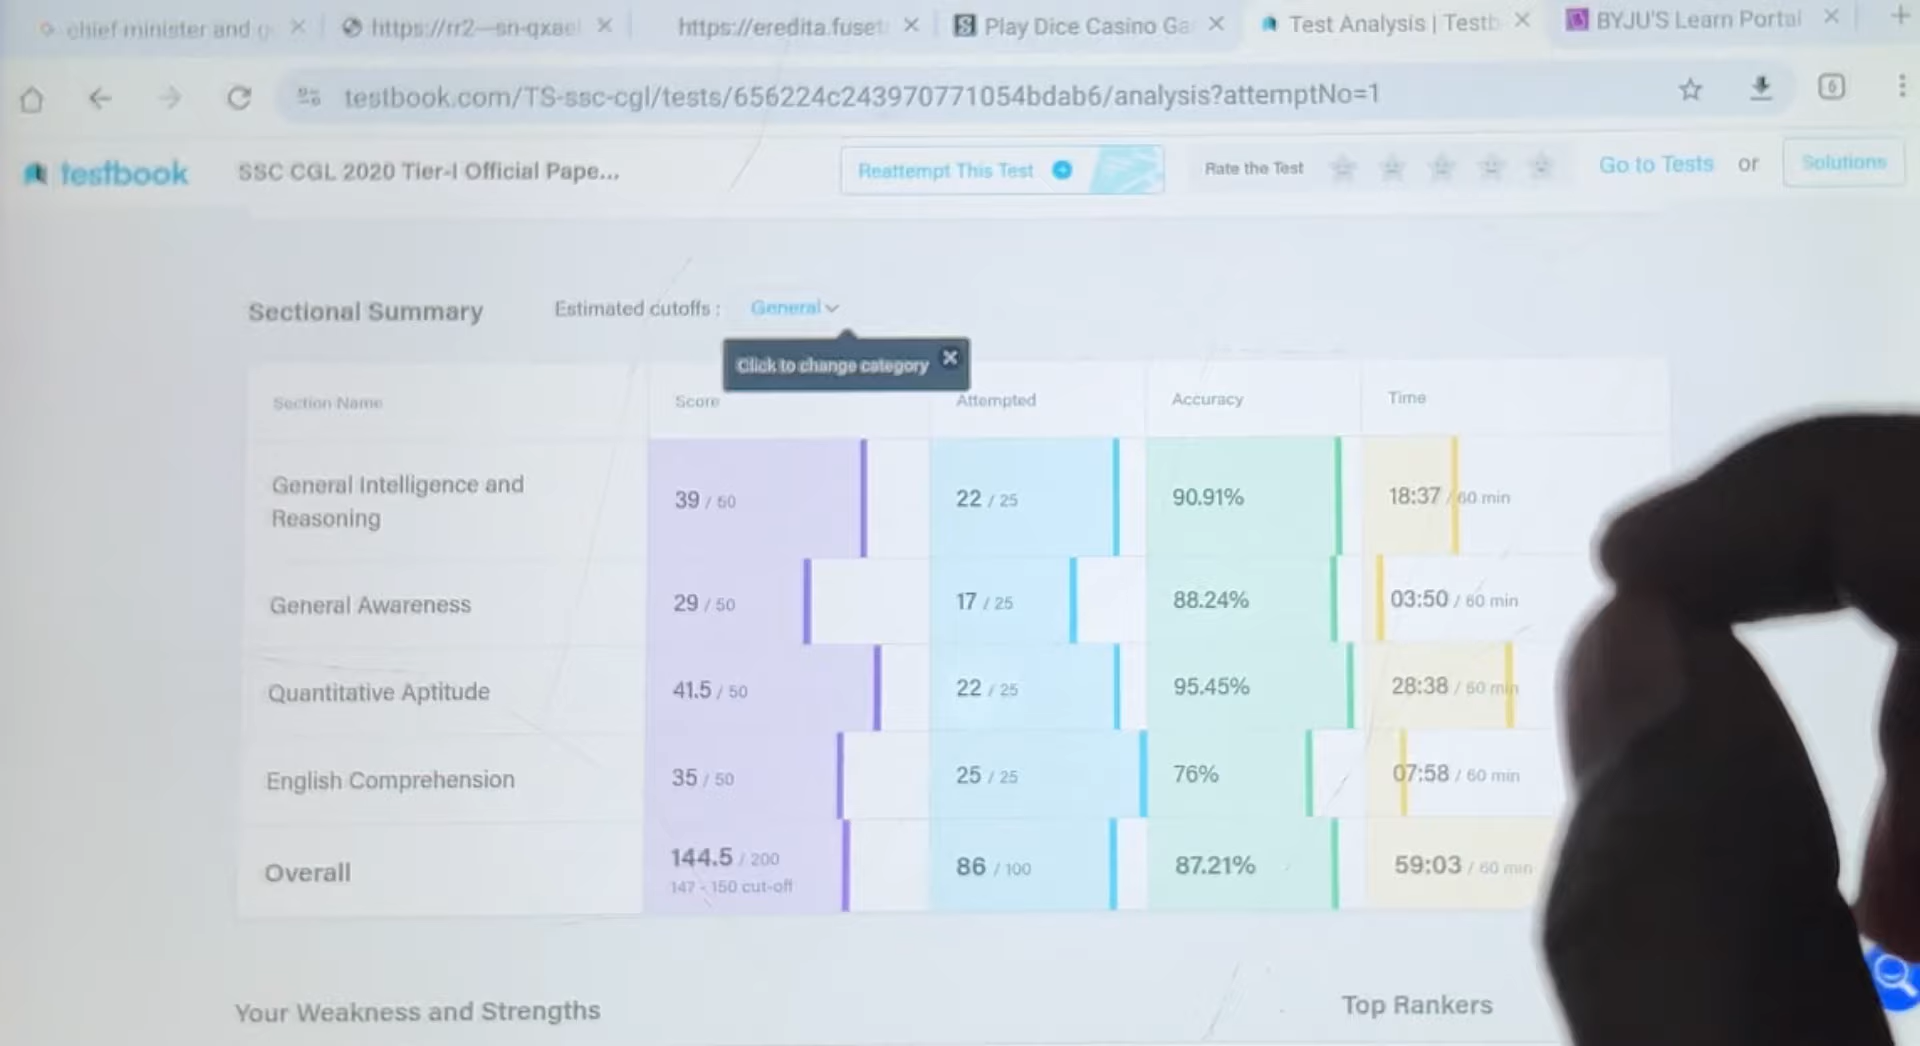 chief minister and g
https://rr2---sn-qxael
https://eredita.fuset
Play Dice Casino Ga
Test Analysis | Testb
BYJU'S Learn Portal
testbook.com/TS-ssc-cgl/tests/656224c243970771054bdab6/analysis?attemptNo=1
6
testbook
SSC CGL 2020 Tier-I Official Pape...
Reattempt This Test
Rate the Test
Go to Tests or Solutions
Sectional Summary
Estimated cutoffs : General
Click to change category
Section Name Score Attempted Accuracy Time
General Intelligence and
Reasoning
39 / 50 22 / 25 90.91% 18:37 / 60 min
General Awareness 29 / 50 17 / 25 88.24% 03:50 / 60 min
Quantitative Aptitude 41.5 / 50 22 / 25 95.45% 28:38 / 60 min
English Comprehension 35 / 50 25 / 25 76% 07:58 / 60 min
Overall 144.5 / 200 86 / 100 87.21% 59:03 / 60 min
147 - 150 cut-off
Your Weakness and Strengths
Top Rankers